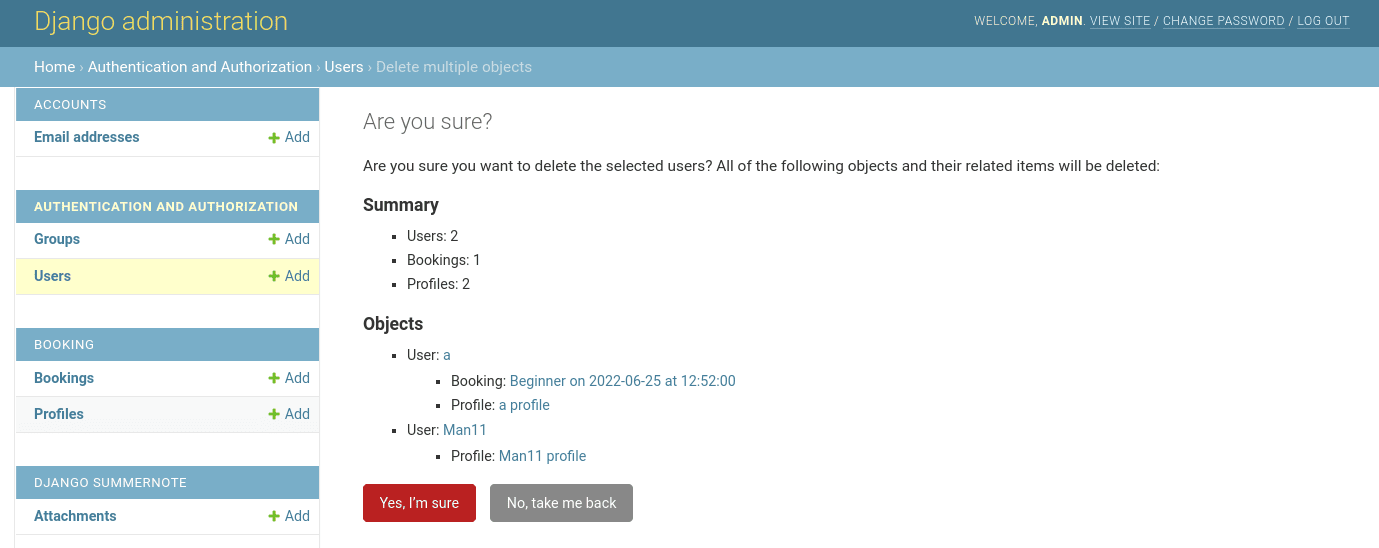 Django administration
WELCOME, ADMIN. VIEW SITE / CHANGE PASSWORD / LOG OUT
Home › Authentication and Authorization › Users › Delete multiple objects
ACCOUNTS
Email addresses Add
AUTHENTICATION AND AUTHORIZATION
Groups Add
Users Add
BOOKING
Bookings Add
Profiles Add
DJANGO SUMMERNOTE
Attachments Add
Are you sure?
Are you sure you want to delete the selected users? All of the following objects and their related items will be deleted:
Summary
Users: 2
Bookings: 1
Profiles: 2
Objects
User: a
Booking: Beginner on 2022-06-25 at 12:52:00
Profile: a profile
User: Man11
Profile: Man11 profile
Yes, I’m sure
No, take me back